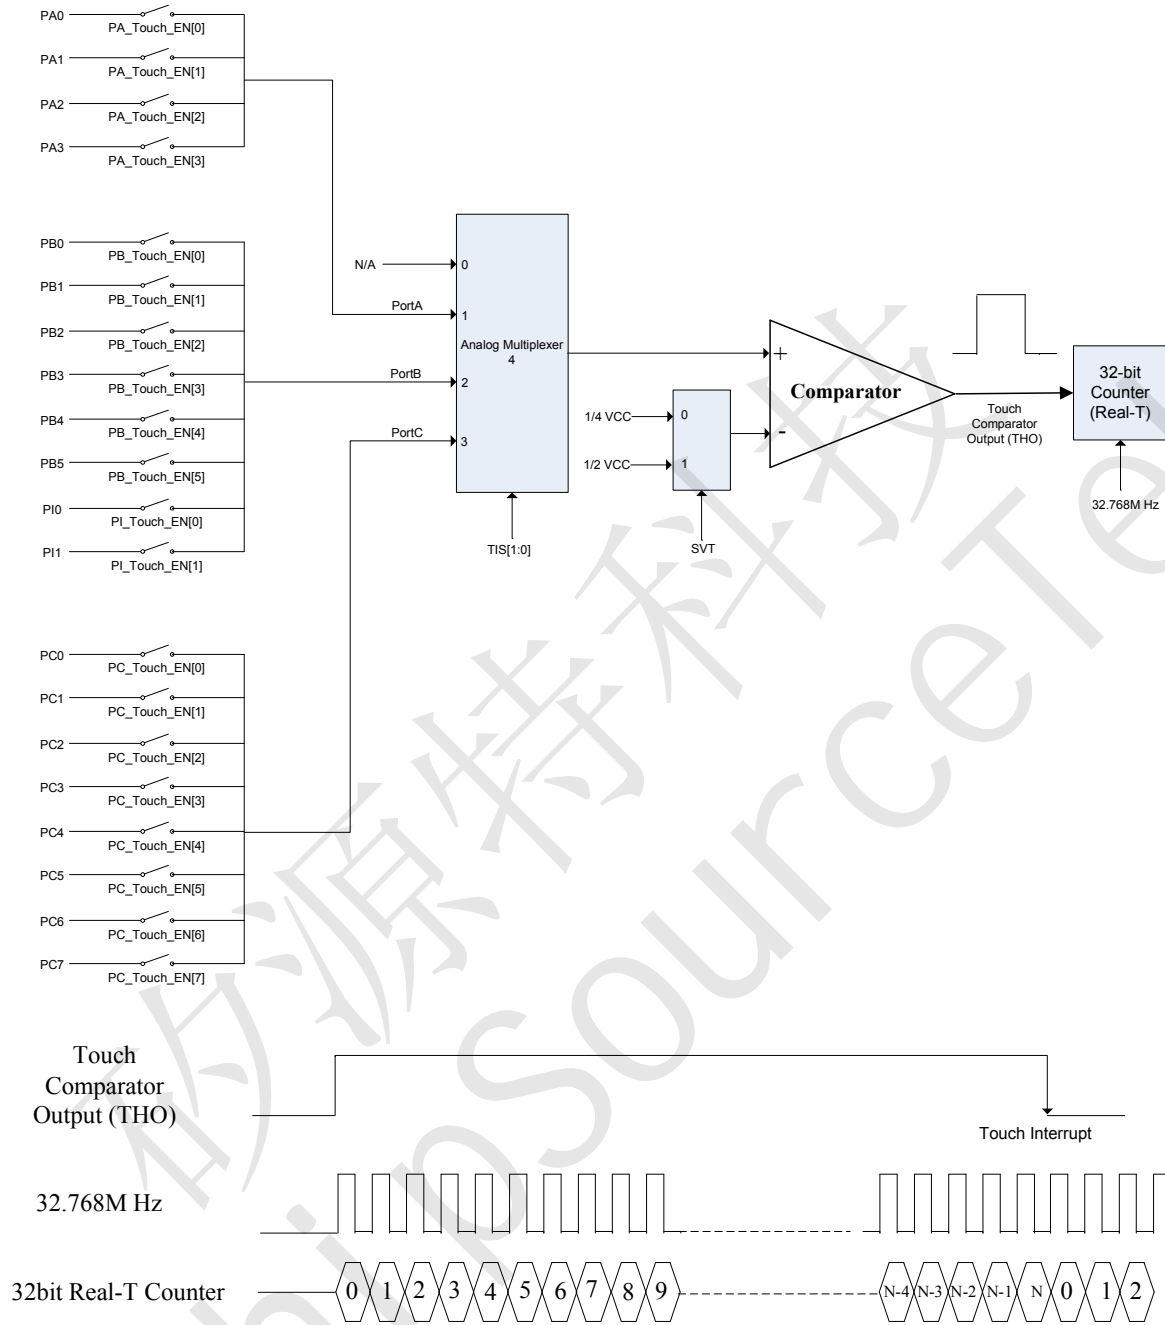 PA0
PA_Touch_EN[0]
PA1
PA_Touch_EN[1]
PA2
PA_Touch_EN[2]
PA3
PA_Touch_EN[3]
PB0
PB_Touch_EN[0]
PB1
PB_Touch_EN[1]
PB2
PB_Touch_EN[2]
PB3
PB_Touch_EN[3]
PB4
PB_Touch_EN[4]
PB5
PB_Touch_EN[5]
PI0
PI_Touch_EN[0]
PI1
PI_Touch_EN[1]
PC0
PC_Touch_EN[0]
PC1
PC_Touch_EN[1]
PC2
PC_Touch_EN[2]
PC3
PC_Touch_EN[3]
PC4
PC_Touch_EN[4]
PC5
PC_Touch_EN[5]
PC6
PC_Touch_EN[6]
PC7
PC_Touch_EN[7]
N/A
0
PortA
1
Analog Multiplexer
4
PortB
2
PortC
3
TIS[1:0]
1/4 VCC
0
1/2 VCC
1
SVT
+
Comparator
-
Touch
Comparator
Output (THO)
32-bit
Counter
(Real-T)
32.768M Hz
Touch
Comparator
Output (THO)
Touch Interrupt
32.768M Hz
32bit Real-T Counter
0 1 2 3 4 5 6 7 8 9 N-4 N-3 N-2 N-1 N 0 1 2
矽源特科技
hipSourceTe